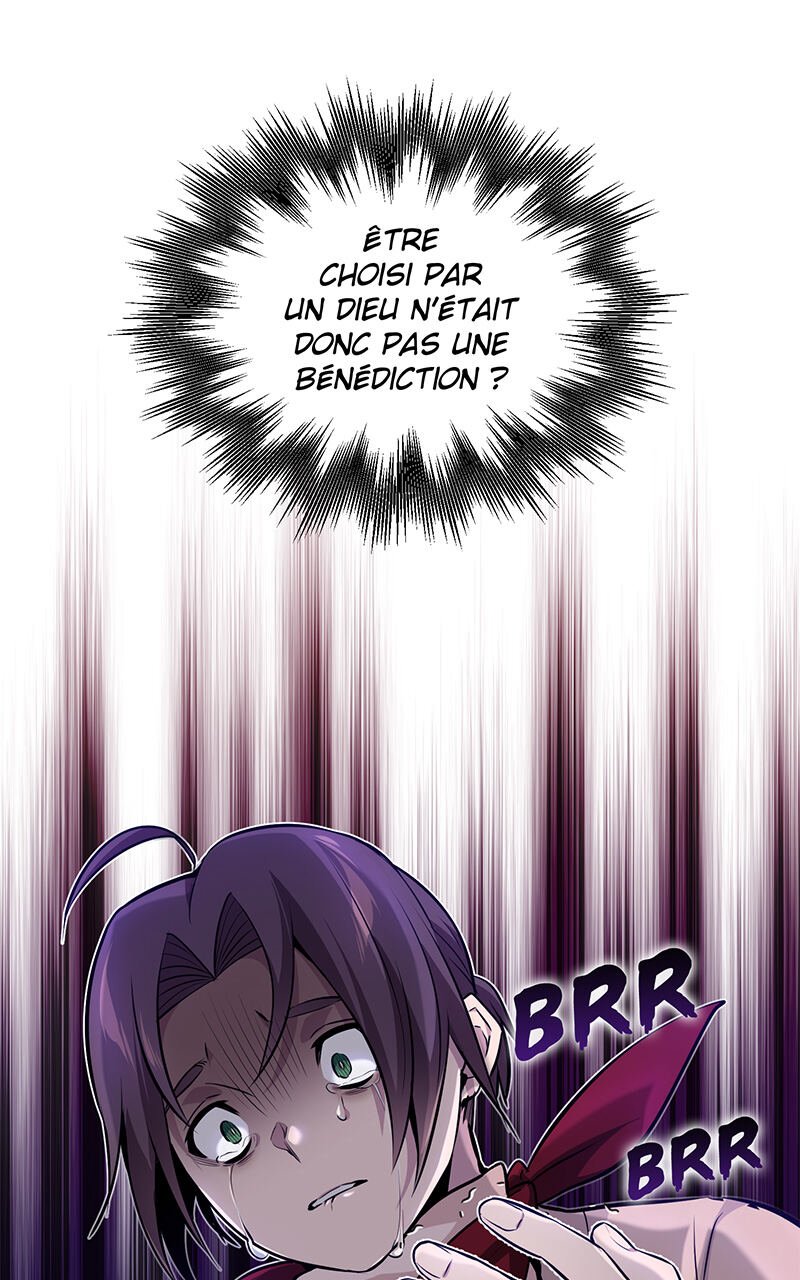 ÊTRE
CHOISI PAR
UN DIEU N'ÉTAIT
DONC PAS UNE
BÉNÉDICTION ?
BRR
BRR